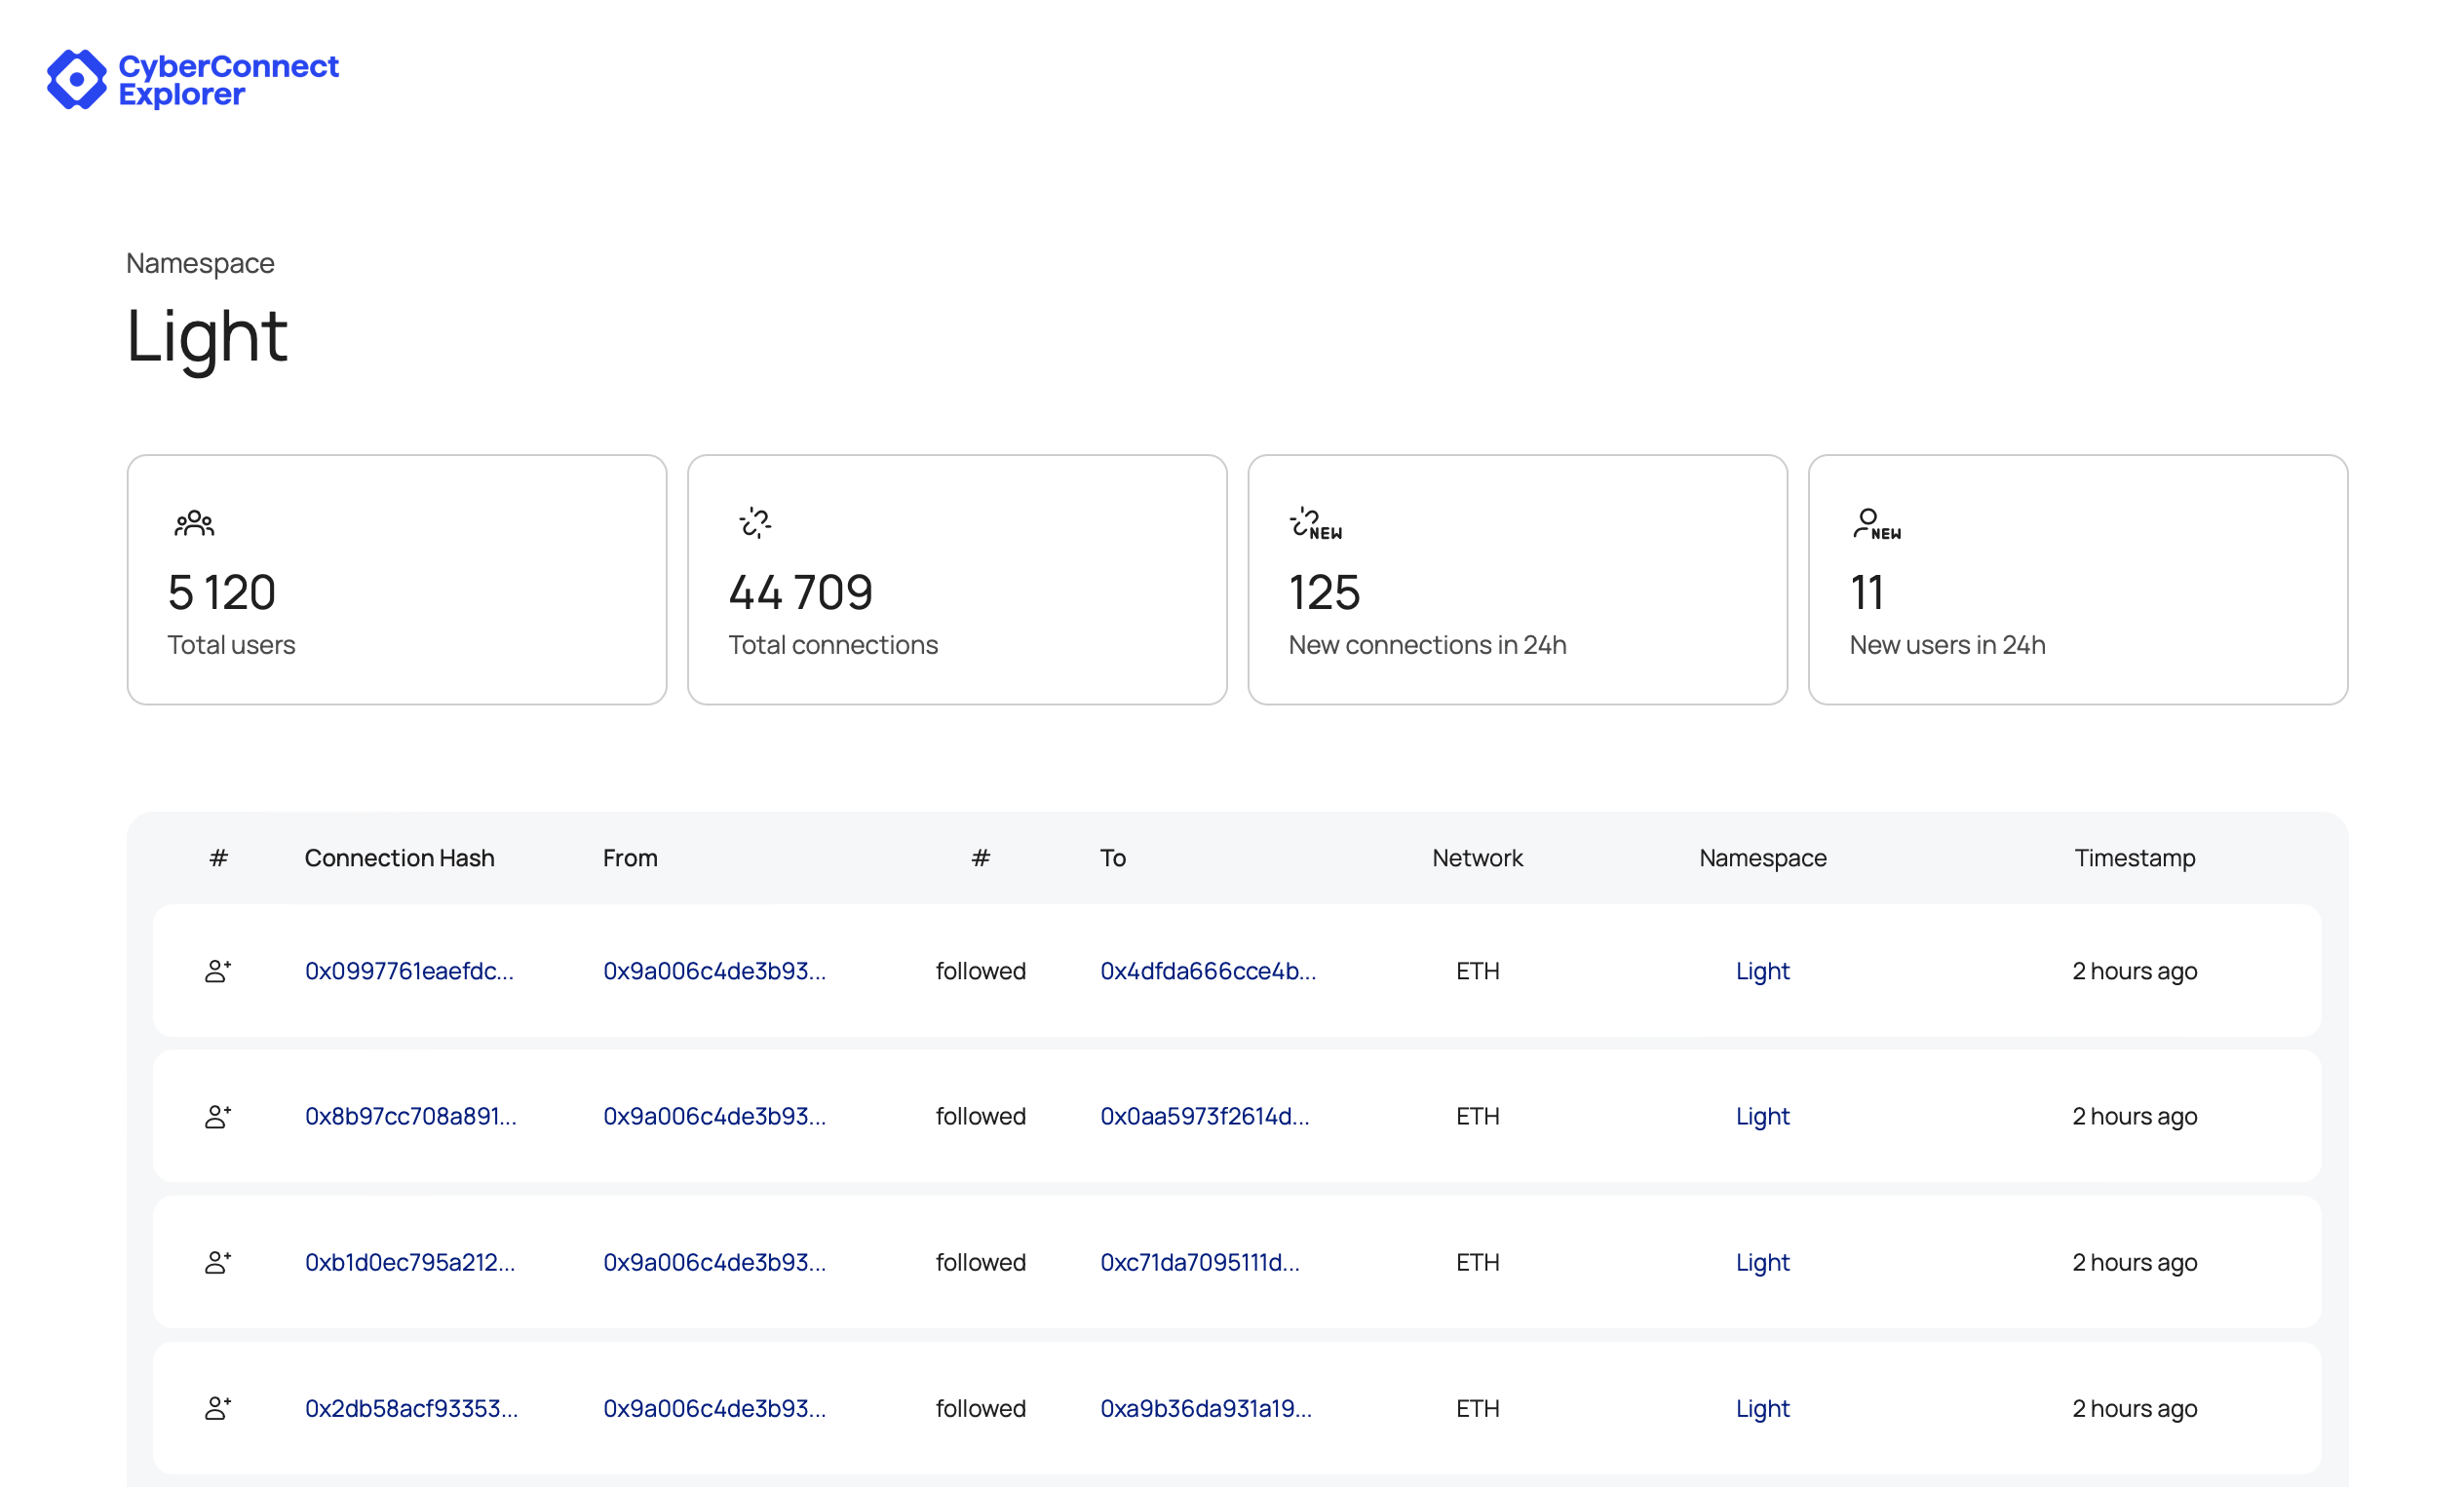 CyberConnect
Explorer
Namespace
Light
5 120
Total users
44 709
Total connections
NEW
125
New connections in 24h
NEW
11
New users in 24h
# Connection Hash From # To Network Namespace Timestamp
0x0997761eaefdc... 0x9a006c4de3b93... followed 0x4dfda666cce4b... ETH Light 2 hours ago
0x8b97cc708a891... 0x9a006c4de3b93... followed 0x0aa5973f2614d... ETH Light 2 hours ago
0xb1d0ec795a212... 0x9a006c4de3b93... followed 0xc71da7095111d... ETH Light 2 hours ago
0x2db58acf93353... 0x9a006c4de3b93... followed 0xa9b36da931a19... ETH Light 2 hours ago